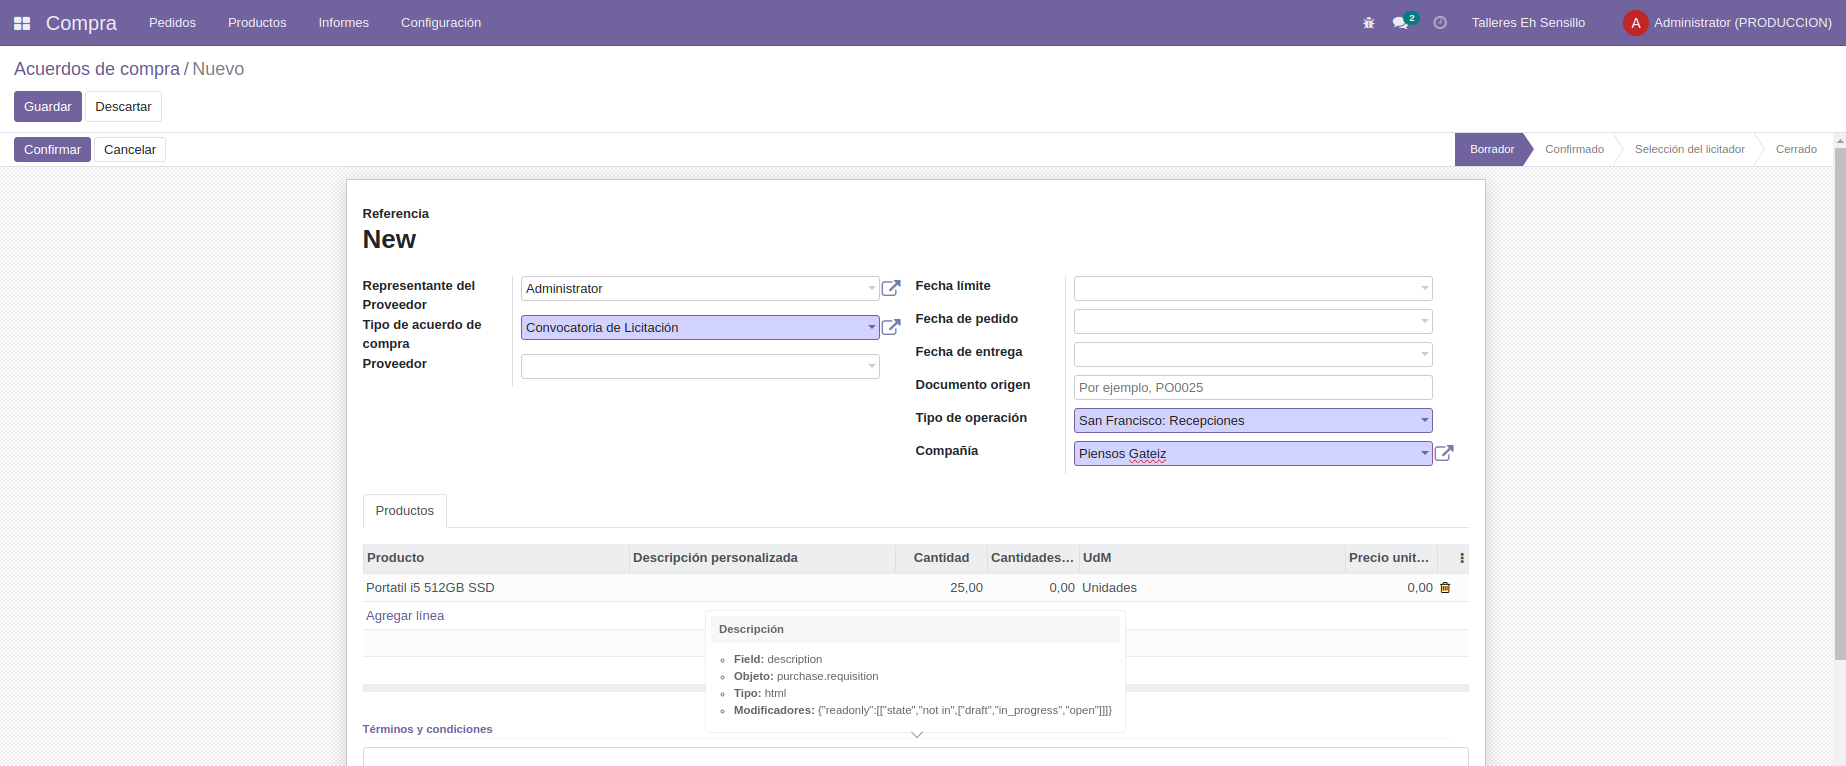 Compra Pedidos Productos Informes Configuración 2 Talleres Eh Sensillo A Administrator (PRODUCCION)
Acuerdos de compra / Nuevo
Guardar Descartar
Confirmar Cancelar Borrador Confirmado Selección del licitador Cerrado
Referencia
New
Representante del Proveedor Administrator
Tipo de acuerdo de compra Convocatoria de Licitación
Proveedor
Fecha límite
Fecha de pedido
Fecha de entrega
Documento origen Por ejemplo, PO0025
Tipo de operación San Francisco: Recepciones
Compañía Piensos Gateiz
Productos
Producto Descripción personalizada Cantidad Cantidades... UdM Precio unit...
Portatil i5 512GB SSD 25,00 0,00 Unidades 0,00
Agregar línea
Descripción
Field: description
Objeto: purchase.requisition
Tipo: html
Modificadores: {"readonly":[["state","not in",["draft","in_progress","open"]]]}
Términos y condiciones